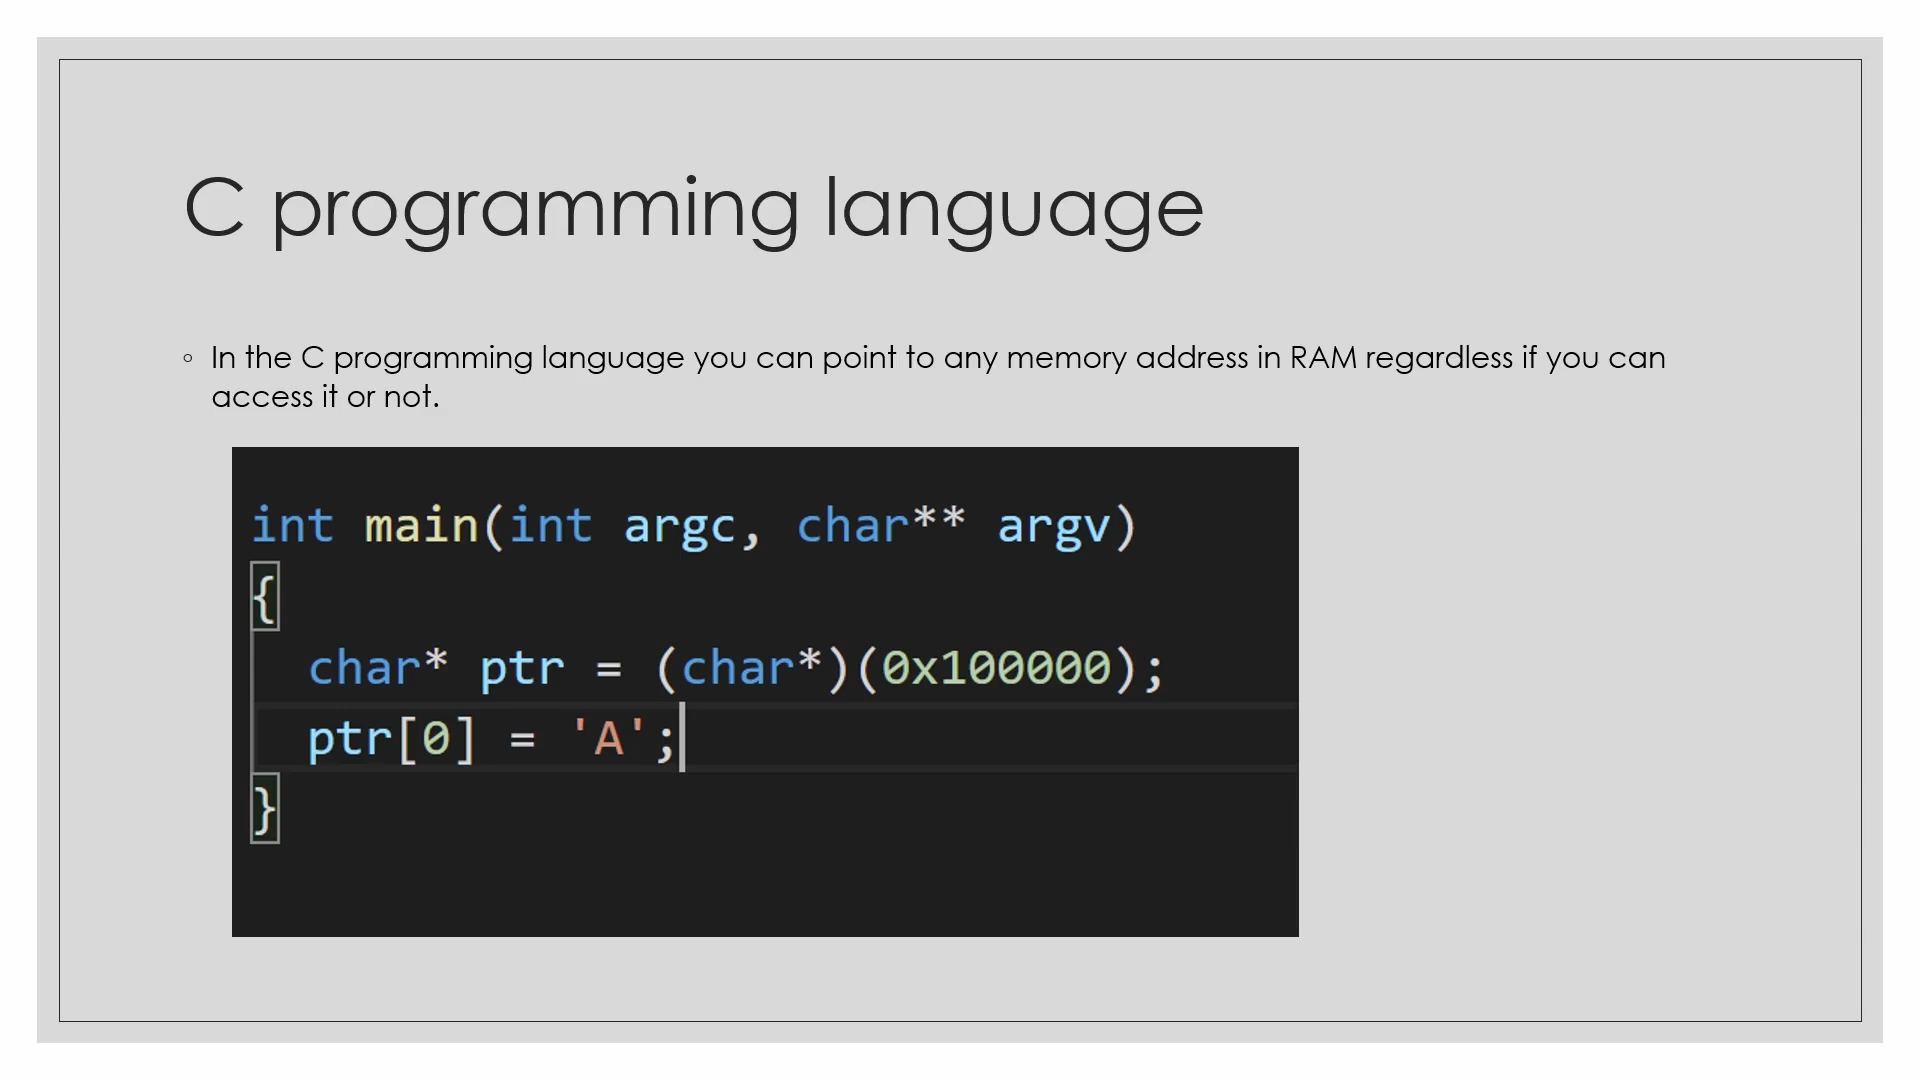 C programming language
◦ In the C programming language you can point to any memory address in RAM regardless if you can
access it or not.
int main(int argc, char** argv)
{
  char* ptr = (char*)(0x100000);
  ptr[0] = 'A';
}